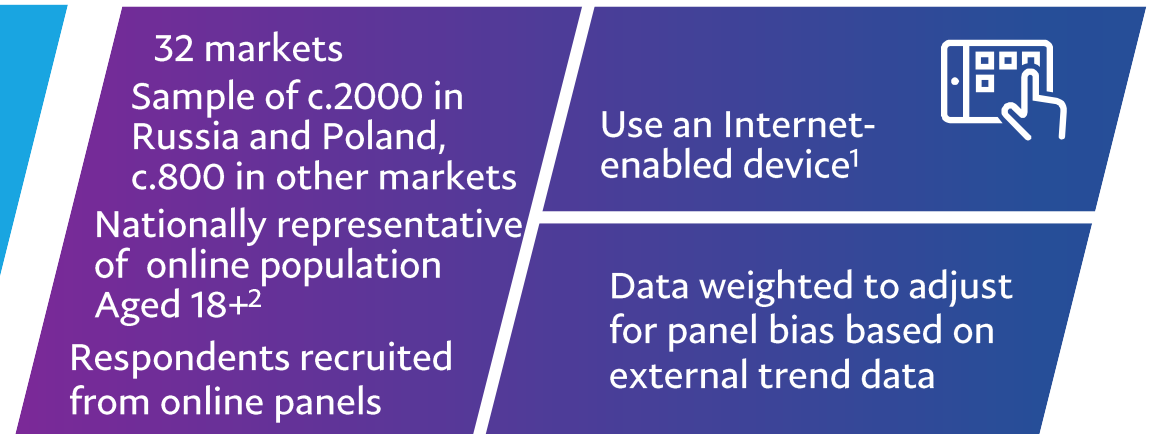 32 markets
Sample of c.2000 in
Russia and Poland,
c.800 in other markets
Nationally representative
of online population
Aged 18+²
Respondents recruited
from online panels
Use an Internet-
enabled device¹
Data weighted to adjust
for panel bias based on
external trend data